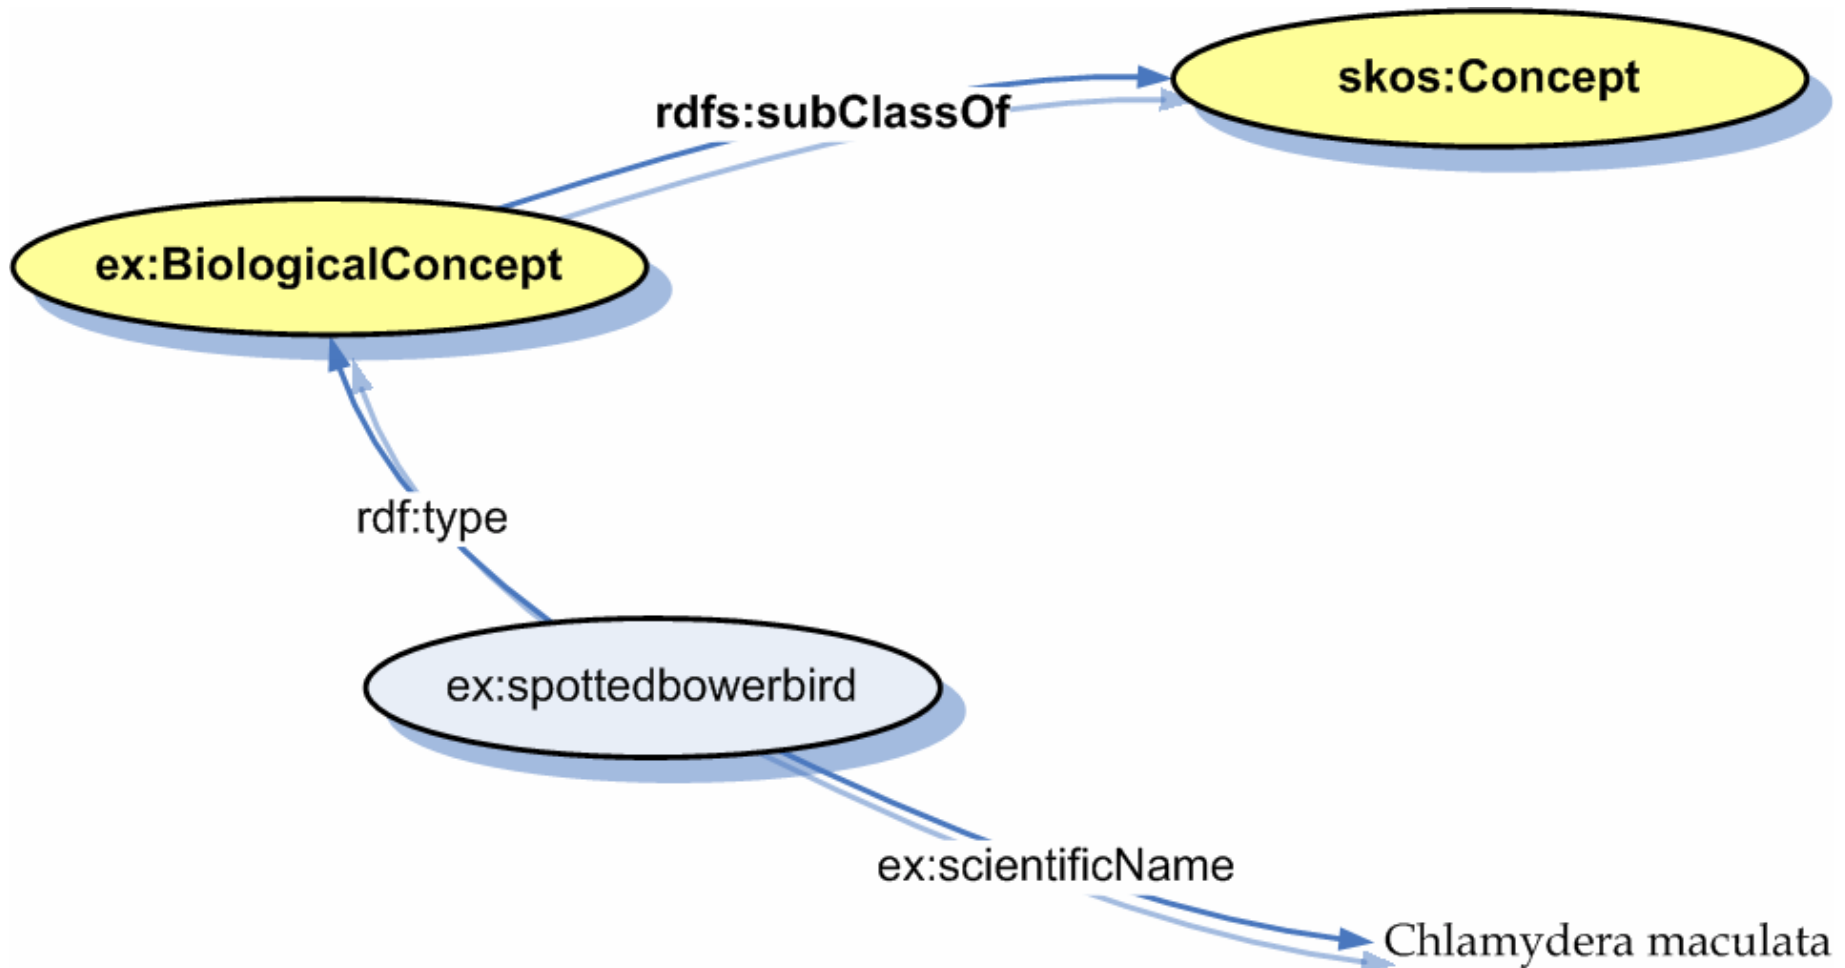 skos:Concept
rdfs:subClassOf
ex:BiologicalConcept
rdf:type
ex:spottedbowerbird
ex:scientificName
Chlamydera maculata